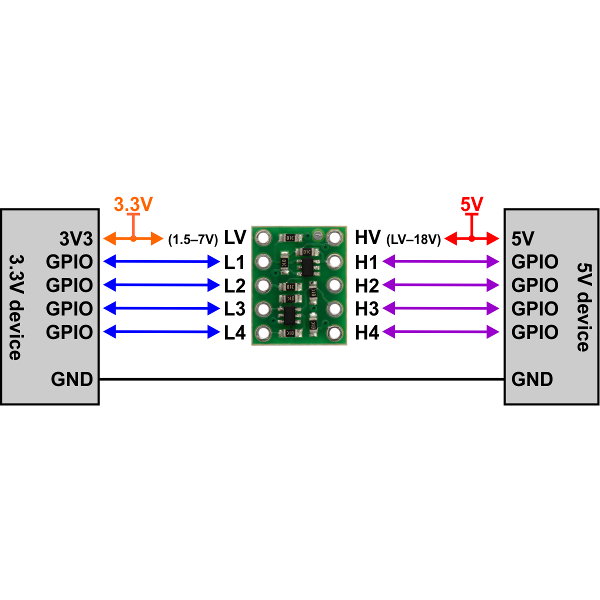 3.3V
5V
3V3 (1.5–7V) LV HV (LV–18V) 5V
GPIO L1 H1 GPIO
GPIO L2 H2 GPIO
GPIO L3 H3 GPIO
GPIO L4 H4 GPIO
GND GND
3.3V device
5V device